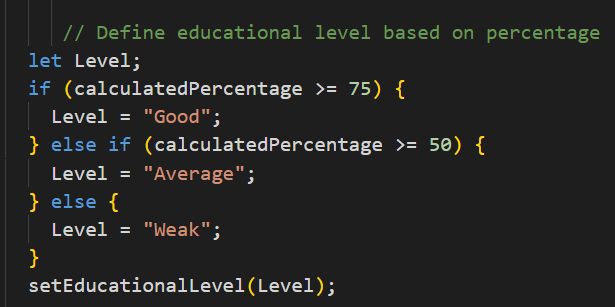 // Define educational level based on percentage
let Level;
if (calculatedPercentage >= 75) {
Level = "Good";
} else if (calculatedPercentage >= 50) {
Level = "Average";
} else {
Level = "Weak";
}
setEducationalLevel(Level);